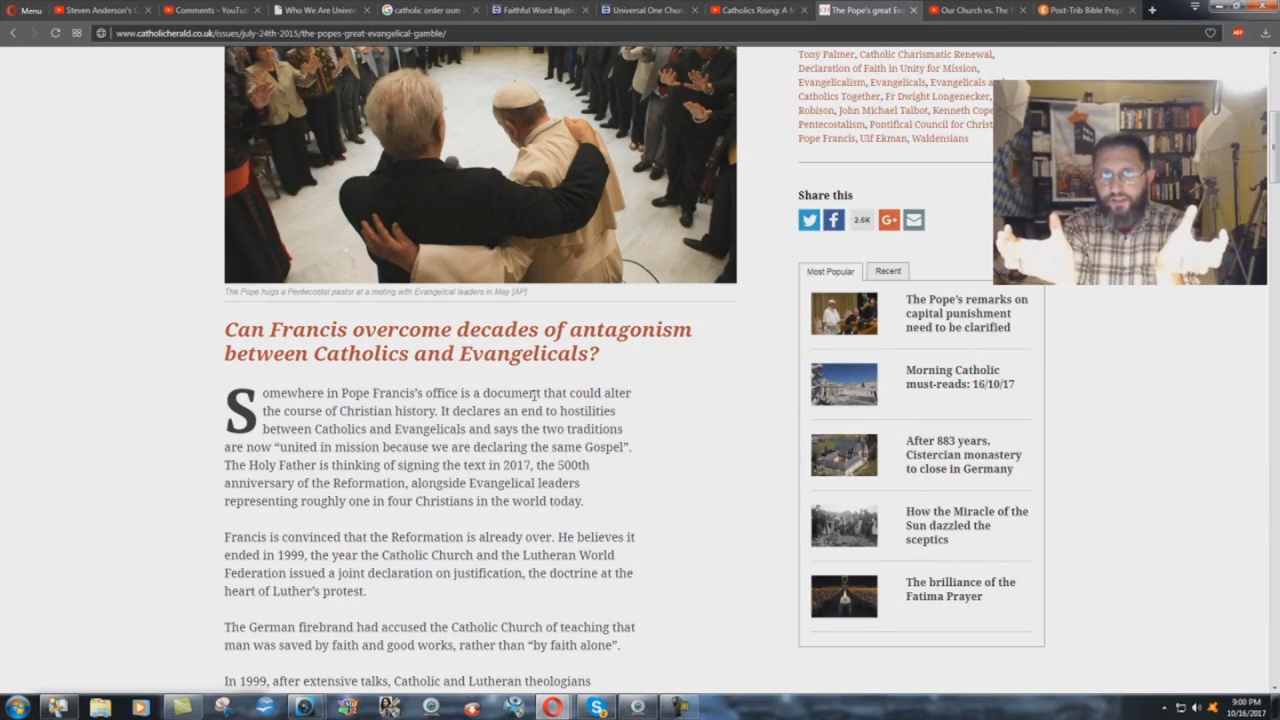 Menu
Steven Anderson's C
Comments - YouTub
Who We Are Univer
catholic order osm -
Faithful Word Baptis
Universal One Churc
Catholics Rising: A M
The Pope's great Eve
Our Church vs. The
Post-Trib Bible Prop
www.catholicherald.co.uk/issues/july-24th-2015/the-popes-great-evangelical-gamble/
ABP
Tony Palmer, Catholic Charismatic Renewal,
Declaration of Faith in Unity for Mission,
Evangelicalism, Evangelicals, Evangelicals a
Catholics Together, Fr Dwight Longenecker,
Robison, John Michael Talbot, Kenneth Cope
Pentecostalism, Pontifical Council for Christ
Pope Francis, Ulf Ekman, Waldensians
Share this
2.6K
G+
Most Popular
Recent
The Pope's remarks on
capital punishment
need to be clarified
Morning Catholic
must-reads: 16/10/17
After 883 years,
Cistercian monastery
to close in Germany
How the Miracle of the
Sun dazzled the
sceptics
The brilliance of the
Fatima Prayer
The Pope hugs a Pentecostal pastor at a meting with Evangelical leaders in May [AP]
Can Francis overcome decades of antagonism
between Catholics and Evangelicals?
Somewhere in Pope Francis's office is a document that could alter
the course of Christian history. It declares an end to hostilities
between Catholics and Evangelicals and says the two traditions
are now “united in mission because we are declaring the same Gospel”.
The Holy Father is thinking of signing the text in 2017, the 500th
anniversary of the Reformation, alongside Evangelical leaders
representing roughly one in four Christians in the world today.
Francis is convinced that the Reformation is already over. He believes it
ended in 1999, the year the Catholic Church and the Lutheran World
Federation issued a joint declaration on justification, the doctrine at the
heart of Luther's protest.
The German firebrand had accused the Catholic Church of teaching that
man was saved by faith and good works, rather than “by faith alone”.
In 1999, after extensive talks, Catholic and Lutheran theologians
9:00 PM
10/16/2017